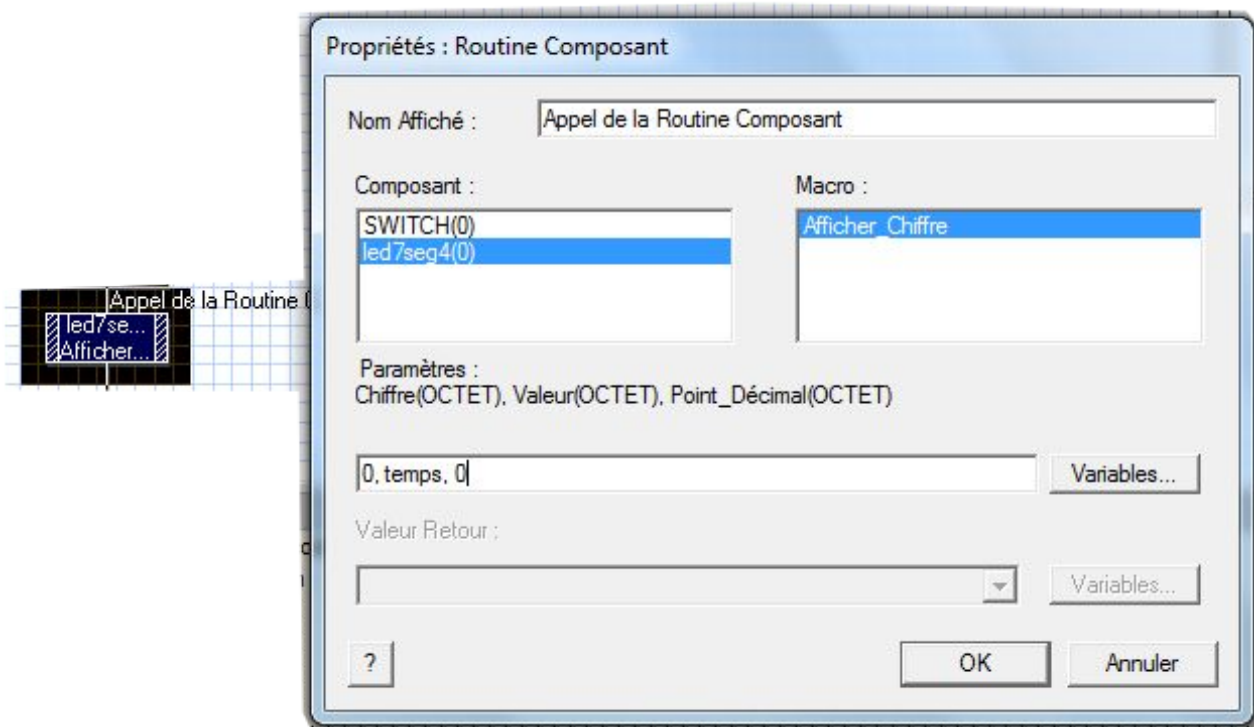 Propriétés : Routine Composant
Nom Affiché :
Appel de la Routine Composant
Composant :
Macro :
SWITCH(0)
led7seg4(0)
Afficher_Chiffre
Appel de la Routine
led7se...
Afficher...
Paramètres :
Chiffre(OCTET), Valeur(OCTET), Point_Décimal(OCTET)
0, temps, 0
Variables...
Valeur Retour :
Variables...
?
OK
Annuler